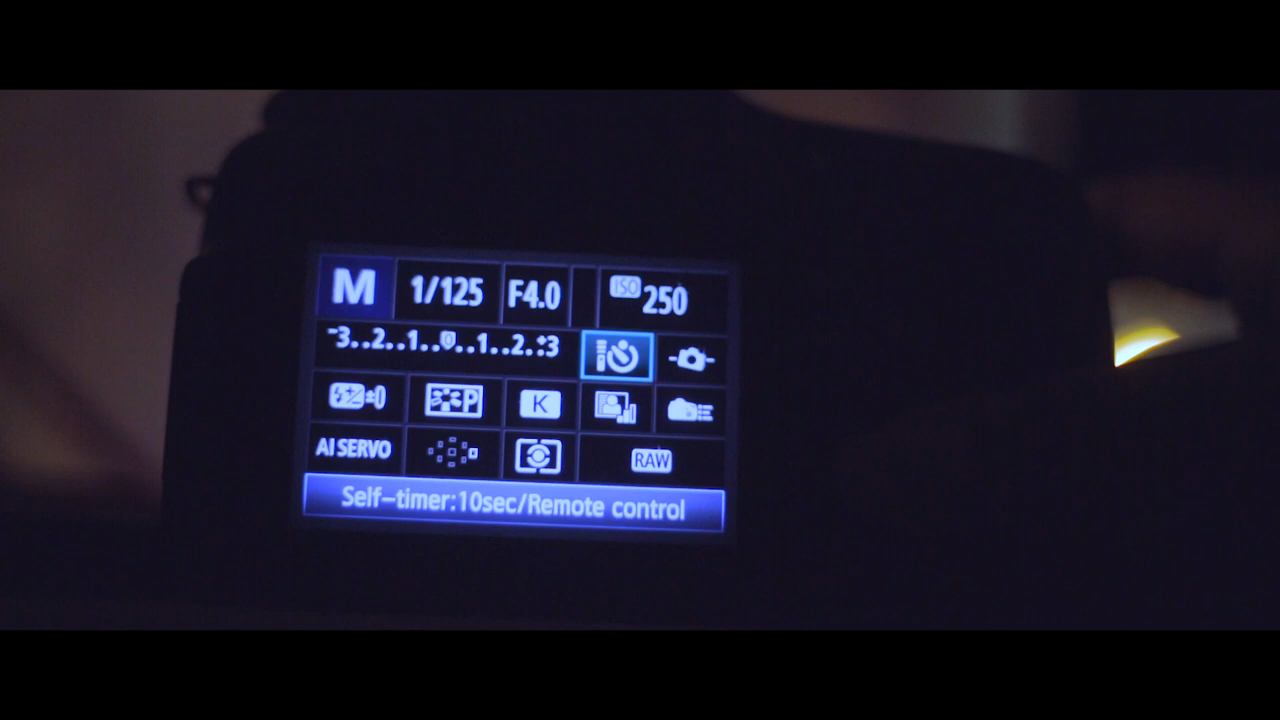 M 1/125 F4.0 ISO 250
-3..2..1..0..1..2.:+3
±0 P K
AI SERVO RAW
Self-timer:10sec/Remote control